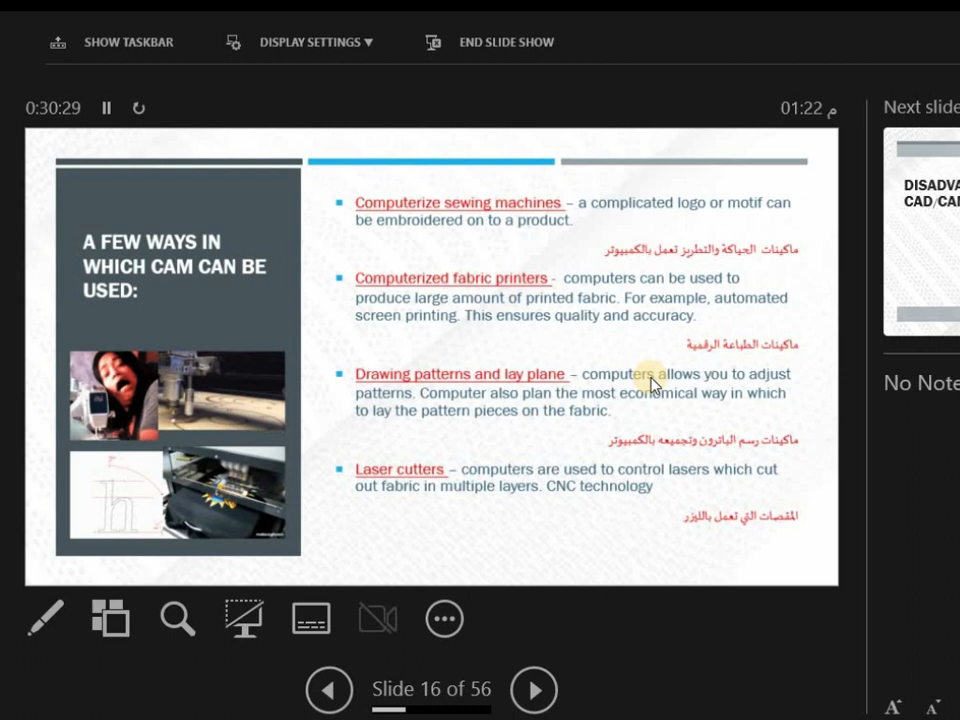 SHOW TASKBAR
DISPLAY SETTINGS ▼
END SLIDE SHOW
0:30:29
01:22 م
Next slide
A FEW WAYS IN
WHICH CAM CAN BE
USED:
Computerize sewing machines – a complicated logo or motif can
be embroidered on to a product.
ماكينات الحياكة والتطريز تعمل بالكمبيوتر
Computerized fabric printers - computers can be used to
produce large amount of printed fabric. For example, automated
screen printing. This ensures quality and accuracy.
ماكينات الطباعة الرقمية
Drawing patterns and lay plane – computers allows you to adjust
patterns. Computer also plan the most economical way in which
to lay the pattern pieces on the fabric.
ماكينات رسم الباترون وتجميعه بالكمبيوتر
Laser cutters – computers are used to control lasers which cut
out fabric in multiple layers. CNC technology
المقصات التي تعمل بالليزر
h
DISADVA
CAD/CAM
No Note
Slide 16 of 56
A A